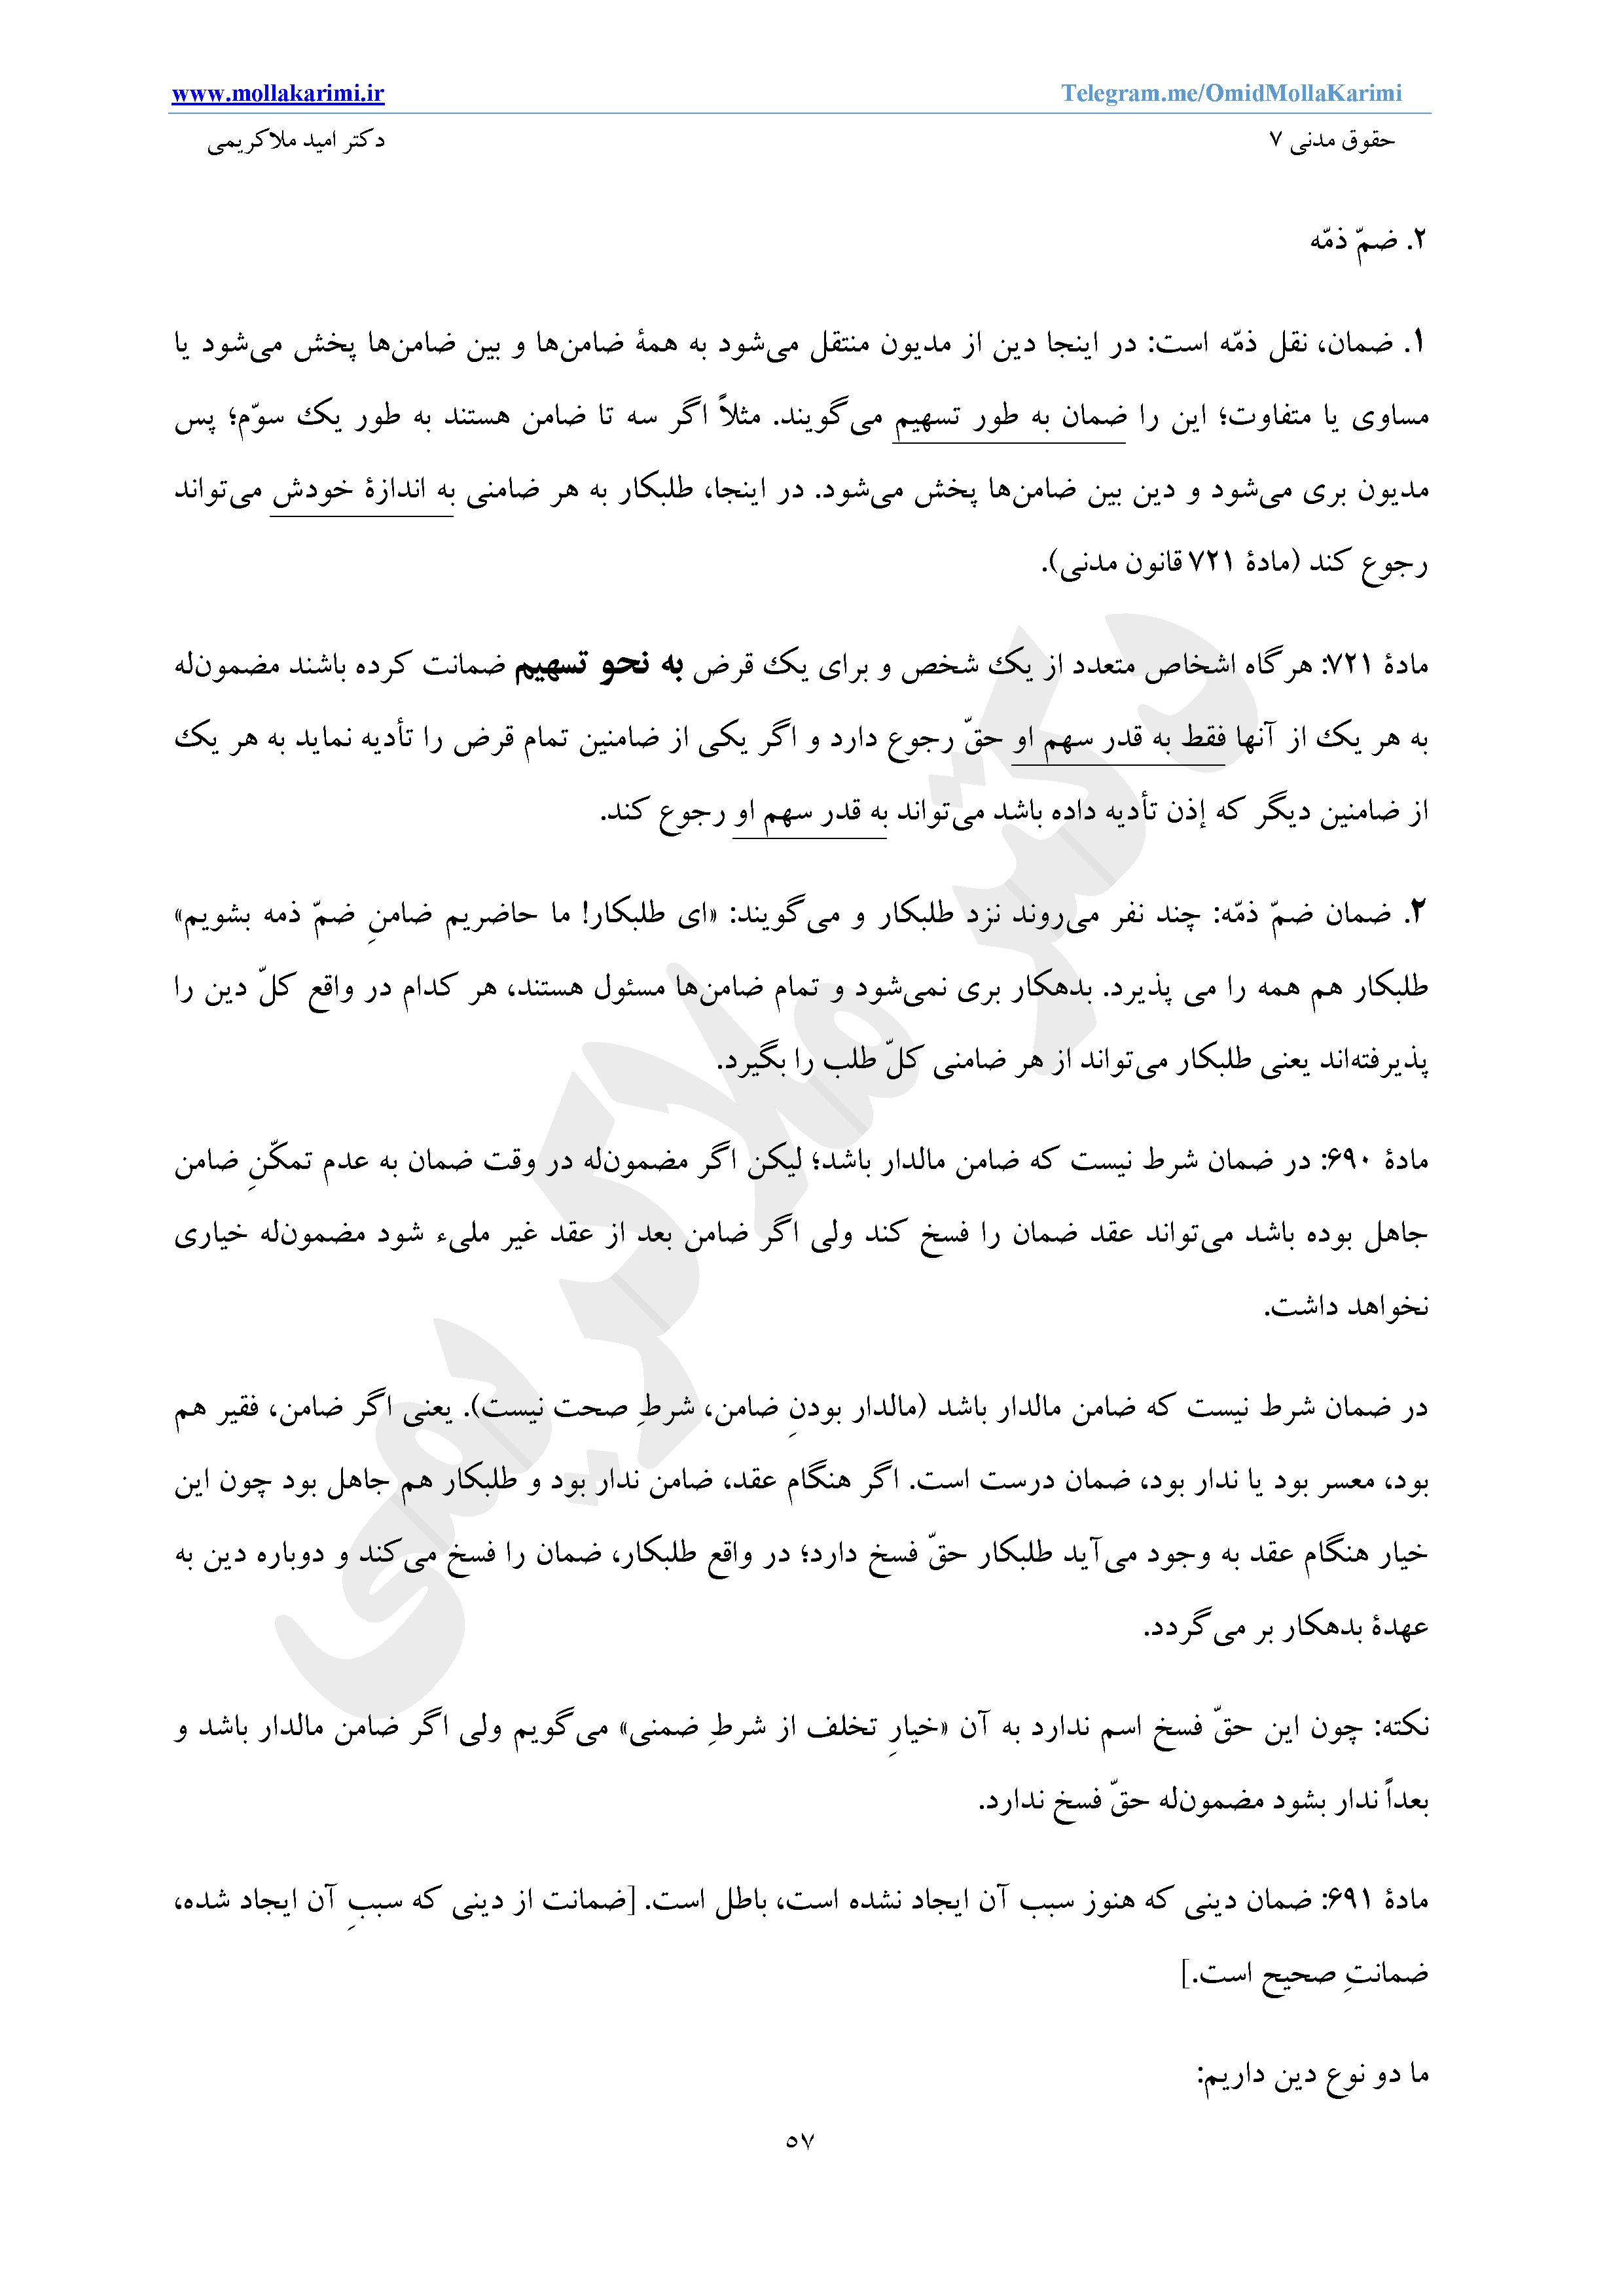 www.mollakarimi.ir Telegram.me/OmidMollaKarimi
حقوق مدنی ۷ دکتر امید ملاکریمی
۲. ضمّ ذمّه
۱. ضمان، نقل ذمّه است: در اینجا دین از مدیون منتقل می‌شود به همهٔ ضامن‌ها و بین ضامن‌ها پخش می‌شود یا
مساوی یا متفاوت؛ این را ضمان به طور تسهیم می‌گویند. مثلاً اگر سه تا ضامن هستند به طور یک سوّم؛ پس
مدیون بری می‌شود و دین بین ضامن‌ها پخش می‌شود. در اینجا، طلبکار به هر ضامنی به اندازهٔ خودش می‌تواند
رجوع کند (مادهٔ ۷۲۱ قانون مدنی).
مادهٔ ۷۲۱: هرگاه اشخاص متعدد از یک شخص و برای یک قرض به نحو تسهیم ضمانت کرده باشند مضمون‌له
به هر یک از آنها فقط به قدر سهم او حقّ رجوع دارد و اگر یکی از ضامنین تمام قرض را تأدیه نماید به هر یک
از ضامنین دیگر که إذن تأدیه داده باشد می‌تواند به قدر سهم او رجوع کند.
۲. ضمان ضمّ ذمّه: چند نفر می‌روند نزد طلبکار و می‌گویند: «ای طلبکار! ما حاضریم ضامنِ ضمّ ذمه بشویم»
طلبکار هم همه را می پذیرد. بدهکار بری نمی‌شود و تمام ضامن‌ها مسئول هستند، هر کدام در واقع کلّ دین را
پذیرفته‌اند یعنی طلبکار می‌تواند از هر ضامنی کلّ طلب را بگیرد.
مادهٔ ۶۹۰: در ضمان شرط نیست که ضامن مالدار باشد؛ لیکن اگر مضمون‌له در وقت ضمان به عدم تمکّنِ ضامن
جاهل بوده باشد می‌تواند عقد ضمان را فسخ کند ولی اگر ضامن بعد از عقد غیر ملیء شود مضمون‌له خیاری
نخواهد داشت.
در ضمان شرط نیست که ضامن مالدار باشد (مالدار بودنِ ضامن، شرطِ صحت نیست). یعنی اگر ضامن، فقیر هم
بود، معسر بود یا ندار بود، ضمان درست است. اگر هنگام عقد، ضامن ندار بود و طلبکار هم جاهل بود چون این
خیار هنگام عقد به وجود می‌آید طلبکار حقّ فسخ دارد؛ در واقع طلبکار، ضمان را فسخ می‌کند و دوباره دین به
عهدهٔ بدهکار بر می‌گردد.
نکته: چون این حقّ فسخ اسم ندارد به آن «خیارِ تخلف از شرطِ ضمنی» می‌گویم ولی اگر ضامن مالدار باشد و
بعداً ندار بشود مضمون‌له حقّ فسخ ندارد.
مادهٔ ۶۹۱: ضمان دینی که هنوز سبب آن ایجاد نشده است، باطل است. [ضمانت از دینی که سببِ آن ایجاد شده،
ضمانتِ صحیح است.]
ما دو نوع دین داریم:
۵۷
دکتر ملاکریمی